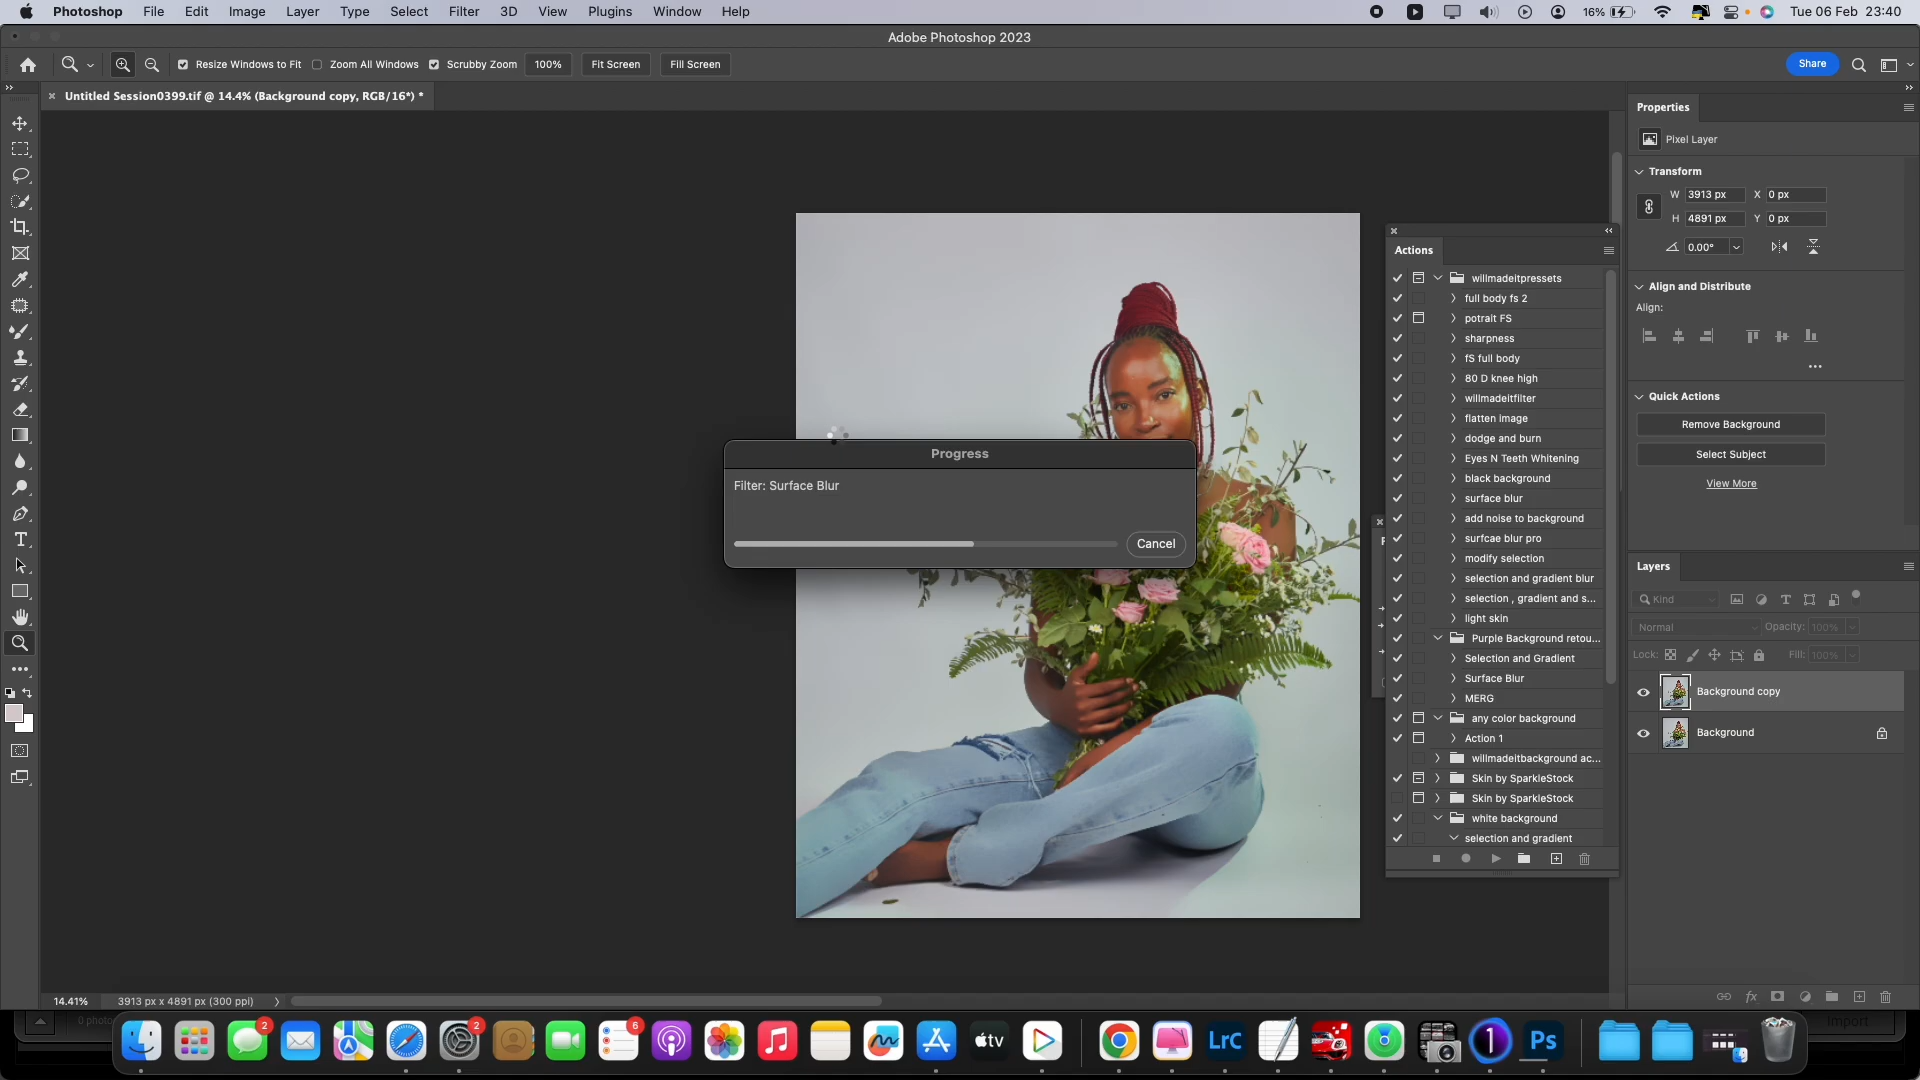 Photoshop File Edit Image Layer Type Select Filter 3D View Plugins Window Help 16% Tue 06 Feb 23:40
Adobe Photoshop 2023
Resize Windows to Fit Zoom All Windows Scrubby Zoom 100% Fit Screen Fill Screen Share
Untitled Session0399.tif @ 14.4% (Background copy, RGB/16*) *
Properties
Pixel Layer
Transform
W 3913 px X 0 px
H 4891 px Y 0 px
0.00°
Align and Distribute
Align:
Quick Actions
Remove Background
Select Subject
View More
Actions
willmadeitpressets
full body fs 2
potrait FS
sharpness
fS full body
80 D knee high
willmadeitfilter
flatten image
dodge and burn
Eyes N Teeth Whitening
black background
surface blur
add noise to background
surfcae blur pro
modify selection
selection and gradient blur
selection , gradient and s...
light skin
Purple Background retou...
Selection and Gradient
Surface Blur
MERG
any color background
Action 1
willmadeitbackground ac...
Skin by SparkleStock
Skin by SparkleStock
white background
selection and gradient
Progress
Filter: Surface Blur
Cancel
Layers
Kind
Normal Opacity: 100%
Lock: Fill: 100%
Background copy
Background
14.41% 3913 px x 4891 px (300 ppi)
Import
2 2 6 tv LrC 1 Ps